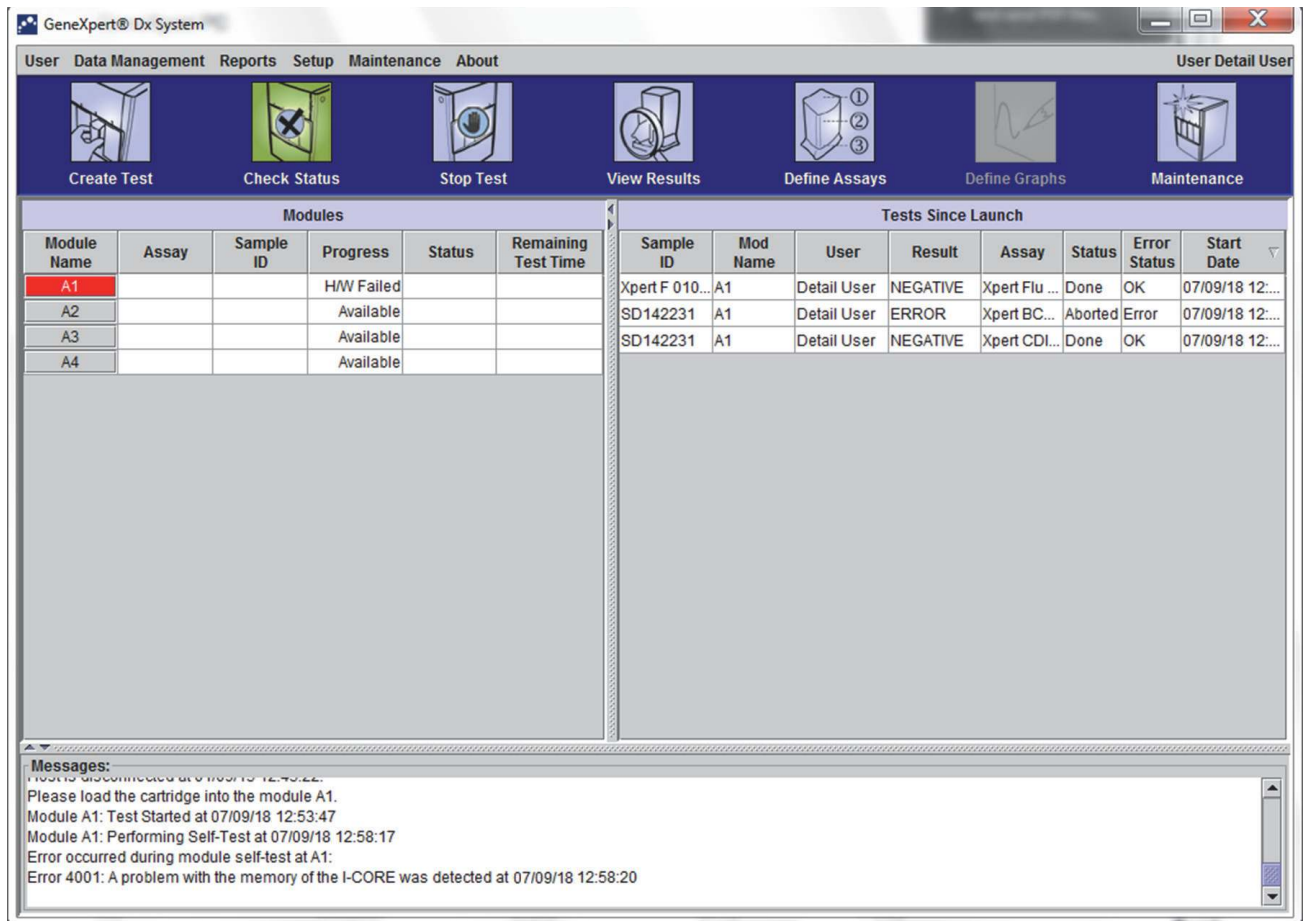 GeneXpert® Dx System
User Data Management Reports Setup Maintenance About User Detail User
Create Test Check Status Stop Test View Results Define Assays Define Graphs Maintenance
①
②
③
Modules
Module Name Assay Sample ID Progress Status Remaining Test Time
A1 H/W Failed
A2 Available
A3 Available
A4 Available
Tests Since Launch
Sample ID Mod Name User Result Assay Status Error Status Start Date
Xpert F 010... A1 Detail User NEGATIVE Xpert Flu ... Done OK 07/09/18 12:...
SD142231 A1 Detail User ERROR Xpert BC... Aborted Error 07/09/18 12:...
SD142231 A1 Detail User NEGATIVE Xpert CDI... Done OK 07/09/18 12:...
Messages:
Please load the cartridge into the module A1.
Module A1: Test Started at 07/09/18 12:53:47
Module A1: Performing Self-Test at 07/09/18 12:58:17
Error occurred during module self-test at A1:
Error 4001: A problem with the memory of the I-CORE was detected at 07/09/18 12:58:20